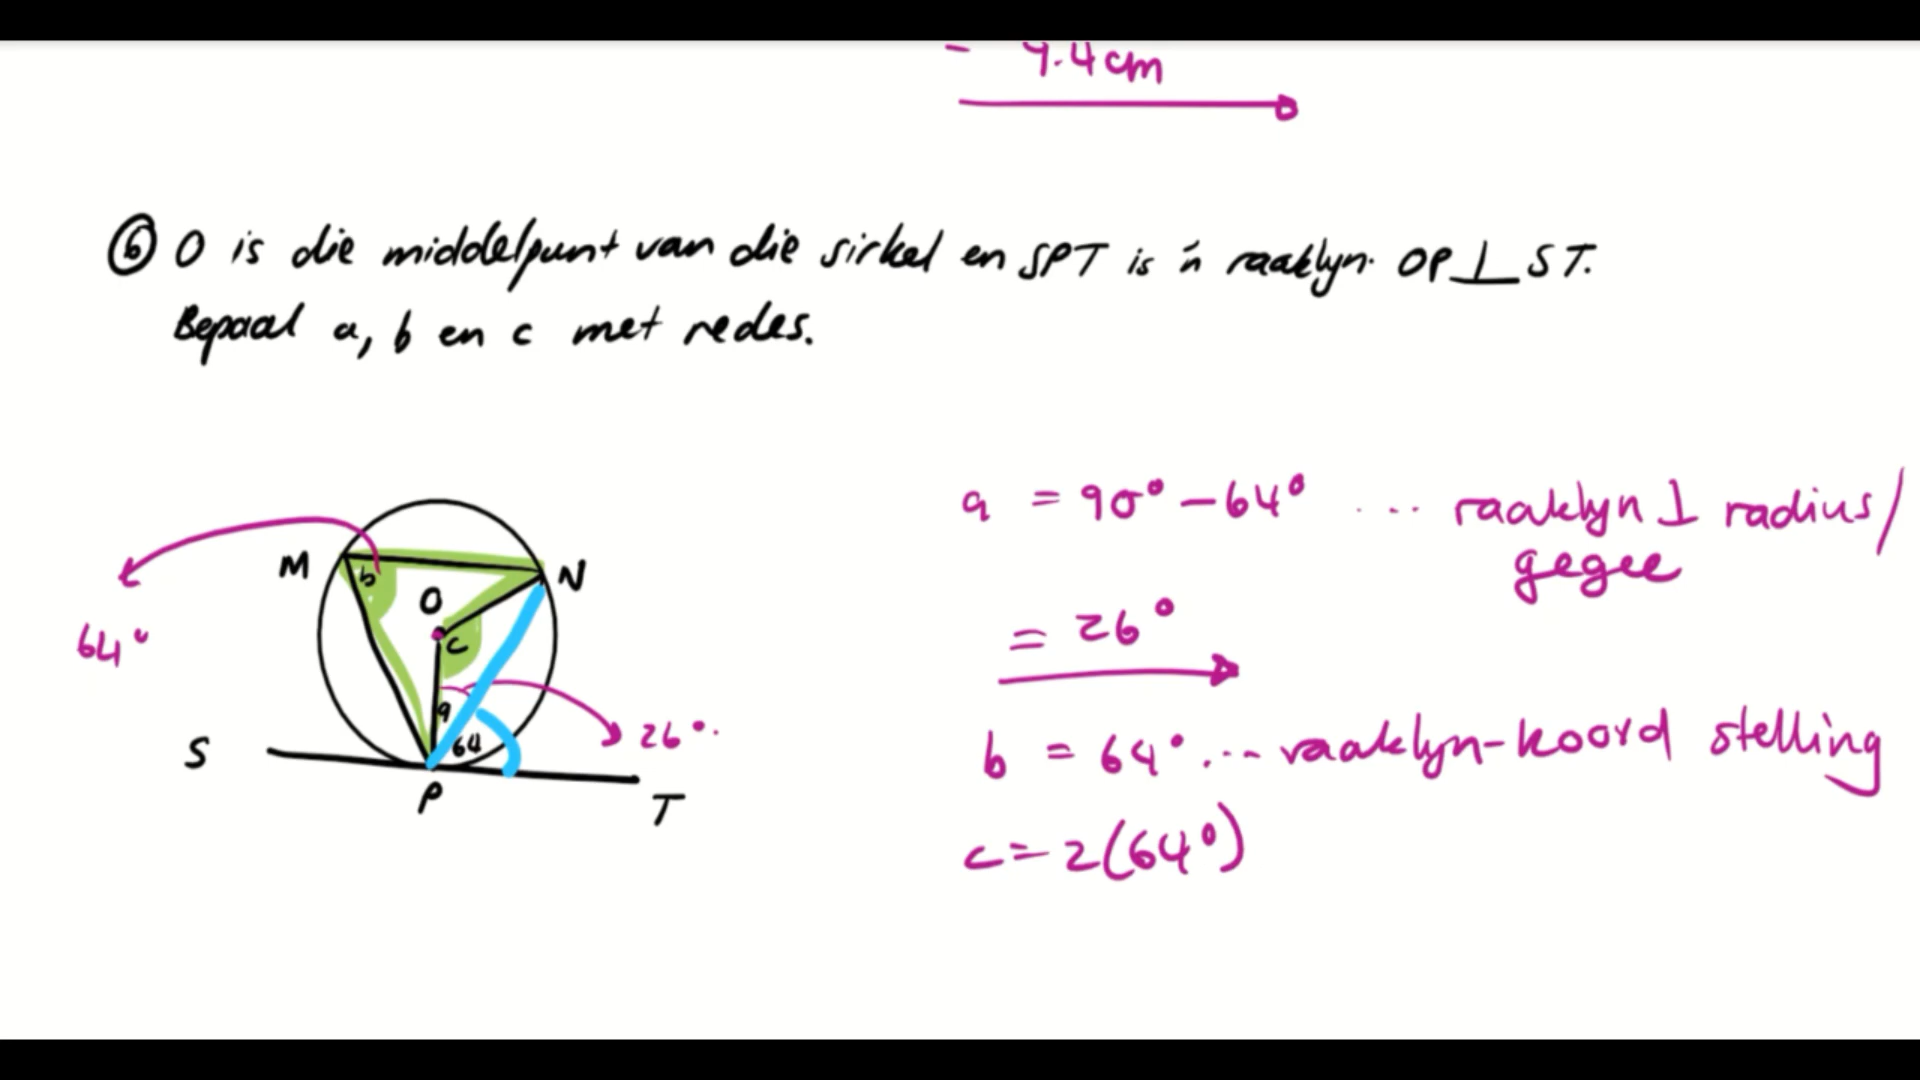 = 9.4cm
(b) O is die middelpunt van die sirkel en SPT is 'n raaklyn. OP ⊥ ST.
Bepaal a, b en c met redes.
a = 90° - 64° ... raaklyn ⊥ radius/
gegee
= 26°
b = 64° ... raaklyn-koord stelling
c = 2(64°)
M
b
N
O
c
64°
a
64
26°.
S
P
T